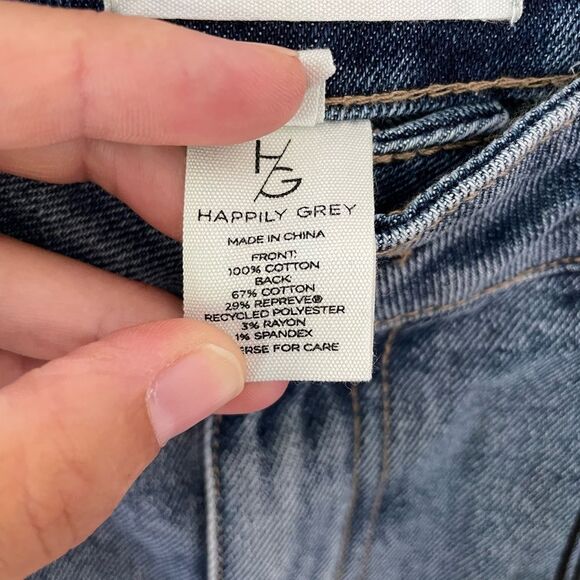 H/G
HAPPILY GREY
MADE IN CHINA
FRONT:
100% COTTON
BACK:
67% COTTON
29% REPREVE®
RECYCLED POLYESTER
3% RAYON
1% SPANDEX
FOR CARE